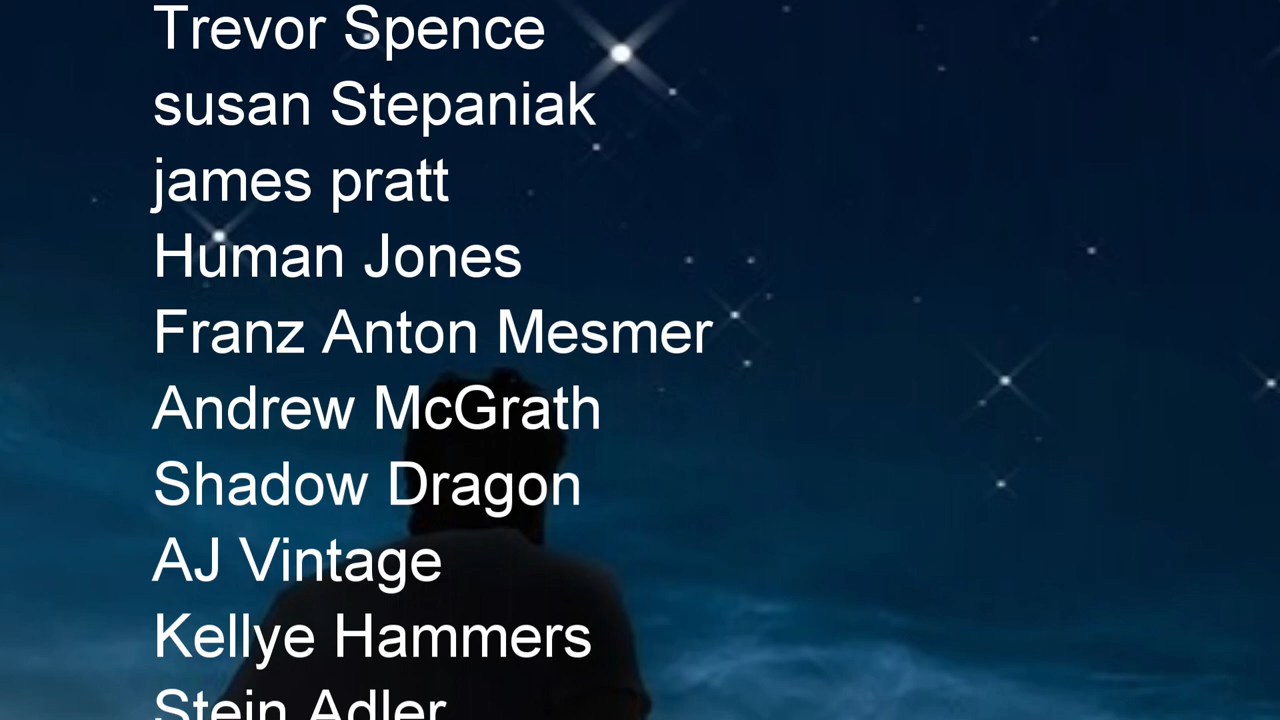 Trevor Spence
susan Stepaniak
james pratt
Human Jones
Franz Anton Mesmer
Andrew McGrath
Shadow Dragon
AJ Vintage
Kellye Hammers
Stein Adler